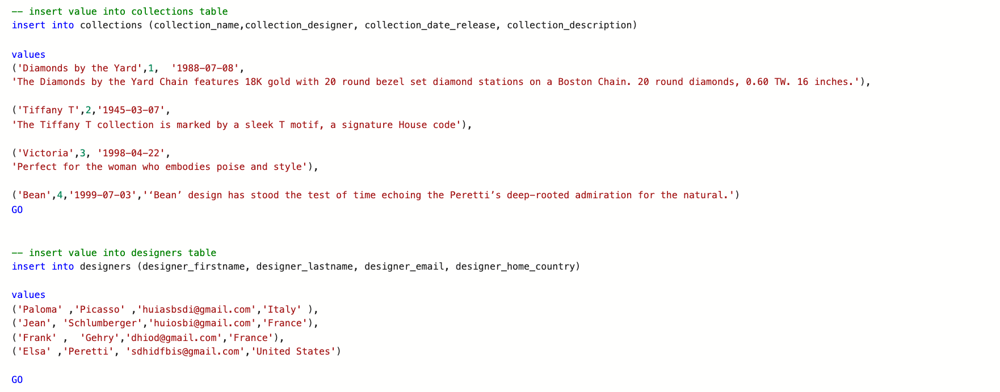 -- insert value into collections table
insert into collections (collection_name,collection_designer, collection_date_release, collection_description)
values
('Diamonds by the Yard',1,  '1988-07-08',
'The Diamonds by the Yard Chain features 18K gold with 20 round bezel set diamond stations on a Boston Chain. 20 round diamonds, 0.60 TW. 16 inches.'),
('Tiffany T',2,'1945-03-07',
'The Tiffany T collection is marked by a sleek T motif, a signature House code'),
('Victoria',3, '1998-04-22',
'Perfect for the woman who embodies poise and style'),
('Bean',4,'1999-07-03','‘Bean’ design has stood the test of time echoing the Peretti’s deep-rooted admiration for the natural.')
GO
-- insert value into designers table
insert into designers (designer_firstname, designer_lastname, designer_email, designer_home_country)
values
('Paloma' ,'Picasso' ,'huiasbsdi@gmail.com','Italy' ),
('Jean', 'Schlumberger','huiosbi@gmail.com','France'),
('Frank' ,  'Gehry','dhiod@gmail.com','France'),
('Elsa' ,'Peretti', 'sdhidfbis@gmail.com','United States')
GO